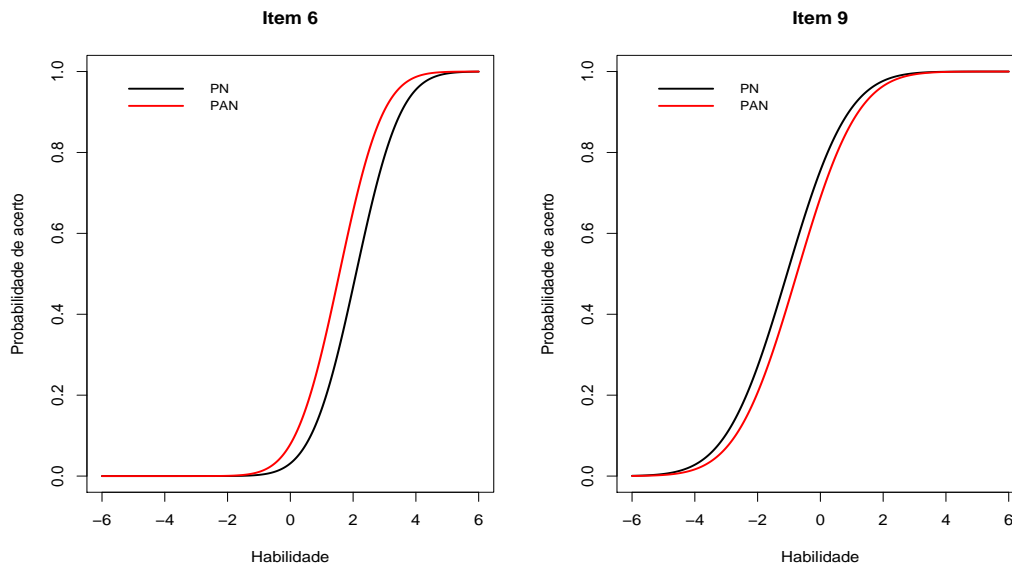 Item 6
PN
PAN
Probabilidade de acerto
0.0 0.2 0.4 0.6 0.8 1.0
−6 −4 −2 0 2 4 6
Habilidade
Item 9
PN
PAN
Probabilidade de acerto
0.0 0.2 0.4 0.6 0.8 1.0
−6 −4 −2 0 2 4 6
Habilidade